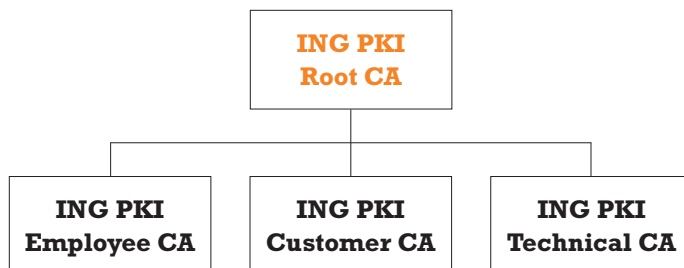 ING PKI
Root CA
ING PKI
Employee CA
ING PKI
Customer CA
ING PKI
Technical CA